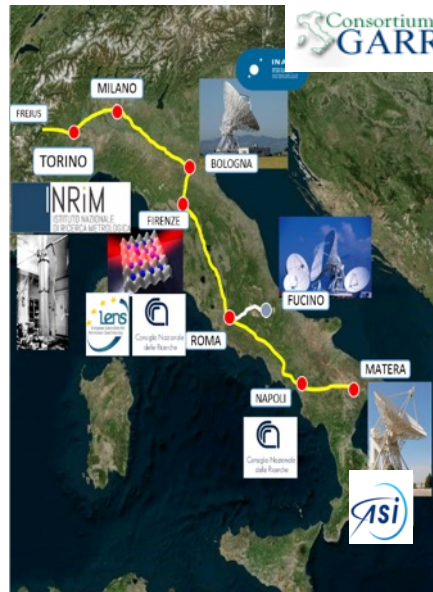 Consortium
GARR
INA
MILANO
FREJUS
TORINO
BOLOGNA
INRiM
ISTITUTO NAZIONALE
DI RICERCA METROLOGICA
FIRENZE
FUCINO
lens
Consiglio Nazionale
delle Ricerche
ROMA
MATERA
NAPOLI
Consiglio Nazionale
delle Ricerche
asi